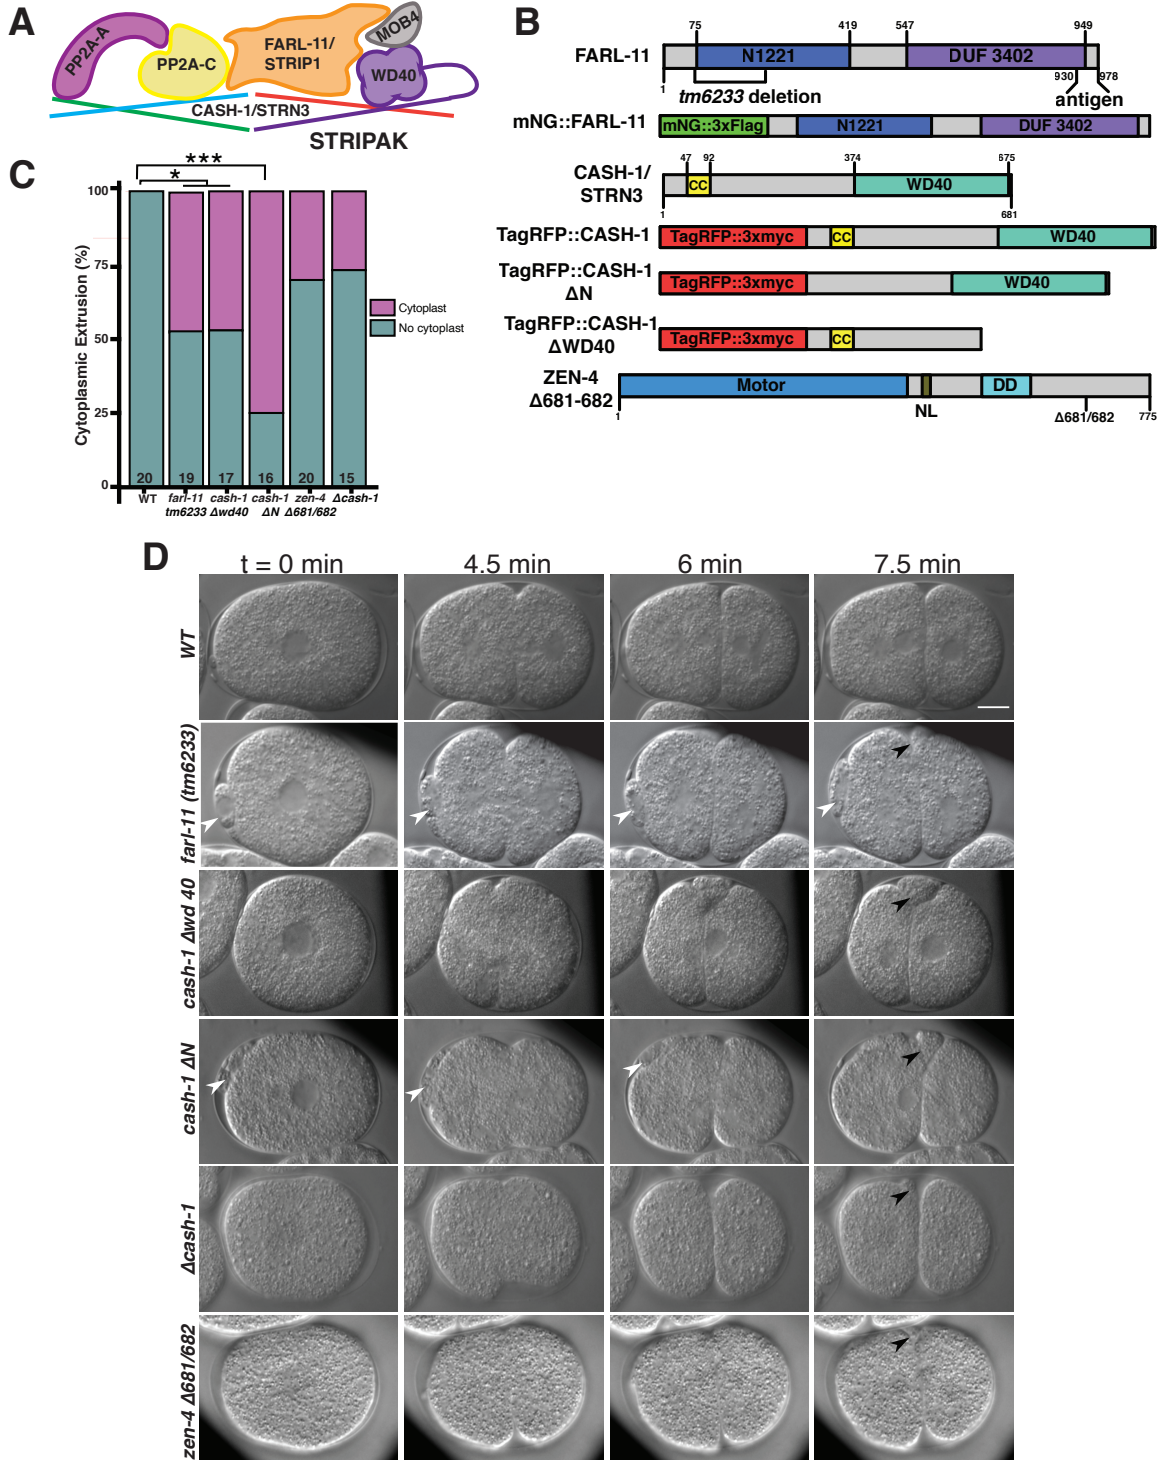 A
PP2A-A
PP2A-C
FARL-11/
STRIP1
MOB4
WD40
CASH-1/STRN3
STRIPAK
B
75
419
547
949
FARL-11
N1221
DUF 3402
1
930
978
tm6233 deletion
antigen
mNG::FARL-11
mNG::3xFlag
N1221
DUF 3402
CASH-1/
STRN3
47
92
374
575
CC
WD40
1
681
TagRFP::CASH-1
TagRFP::3xmyc
CC
WD40
TagRFP::CASH-1
ΔN
TagRFP::3xmyc
WD40
TagRFP::CASH-1
ΔWD40
TagRFP::3xmyc
CC
ZEN-4
Δ681-682
Motor
DD
1
NL
Δ681/682
775
C
***
*
Cytoplasmic Extrusion (%)
100
75
50
25
0
Cytoplast
No cytoplast
20
19
17
16
20
15
WT
farl-11
tm6233
cash-1
Δwd40
cash-1
ΔN
zen-4
Δ681/682
Δcash-1
D
t = 0 min
4.5 min
6 min
7.5 min
WT
farl-11 (tm6233)
cash-1 Δwd 40
cash-1 ΔN
Δcash-1
zen-4 Δ681/682